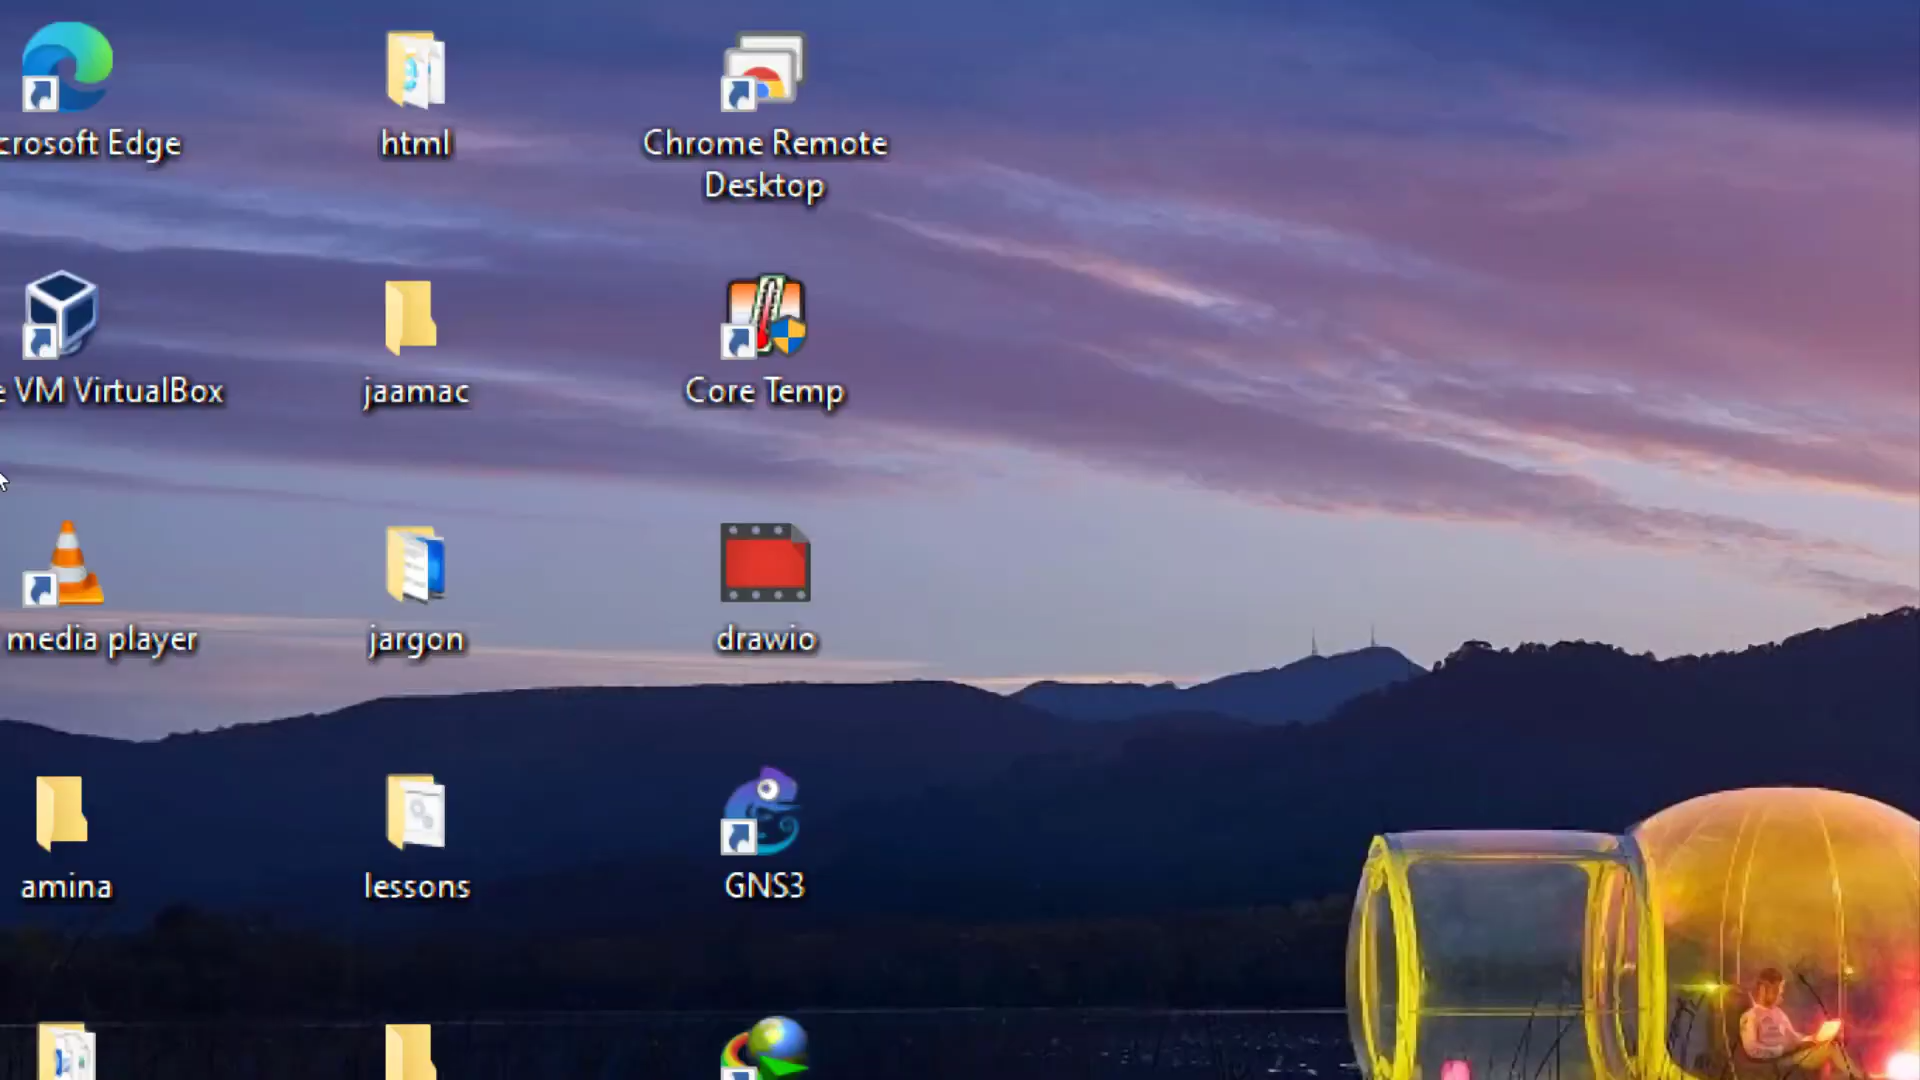 crosoft Edge
html
Chrome Remote
Desktop
e VM VirtualBox
jaamac
Core Temp
media player
jargon
drawio
amina
lessons
GNS3